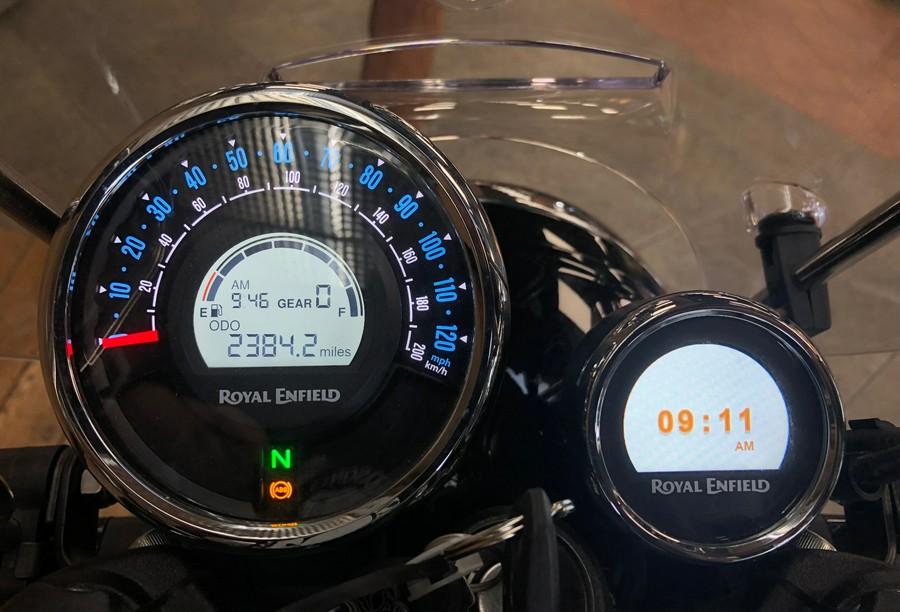 10 20 30 40 50 60 70 80 90 100 110 120
mph
20 40 60 80 100 120 140 160 180 200
km/h
AM
9:46 GEAR 0
E F
ODO
2384.2 miles
ROYAL ENFIELD
N
ABS
09:11
AM
ROYAL ENFIELD